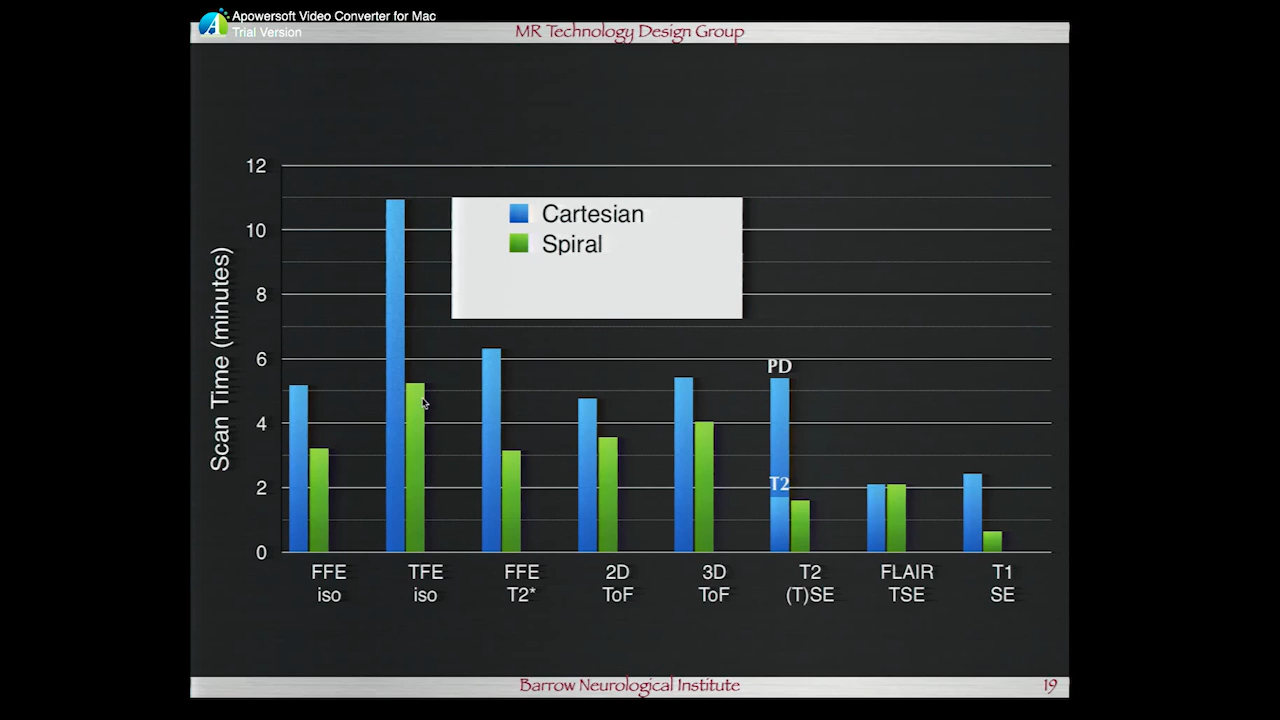 Apowersoft Video Converter for Mac
Trial Version
MR Technology Design Group
12
10
8
6
4
2
0
Scan Time (minutes)
Cartesian
Spiral
PD
T2
FFE
iso
TFE
iso
FFE
T2*
2D
ToF
3D
ToF
T2
(T)SE
FLAIR
TSE
T1
SE
Barrow Neurological Institute
19